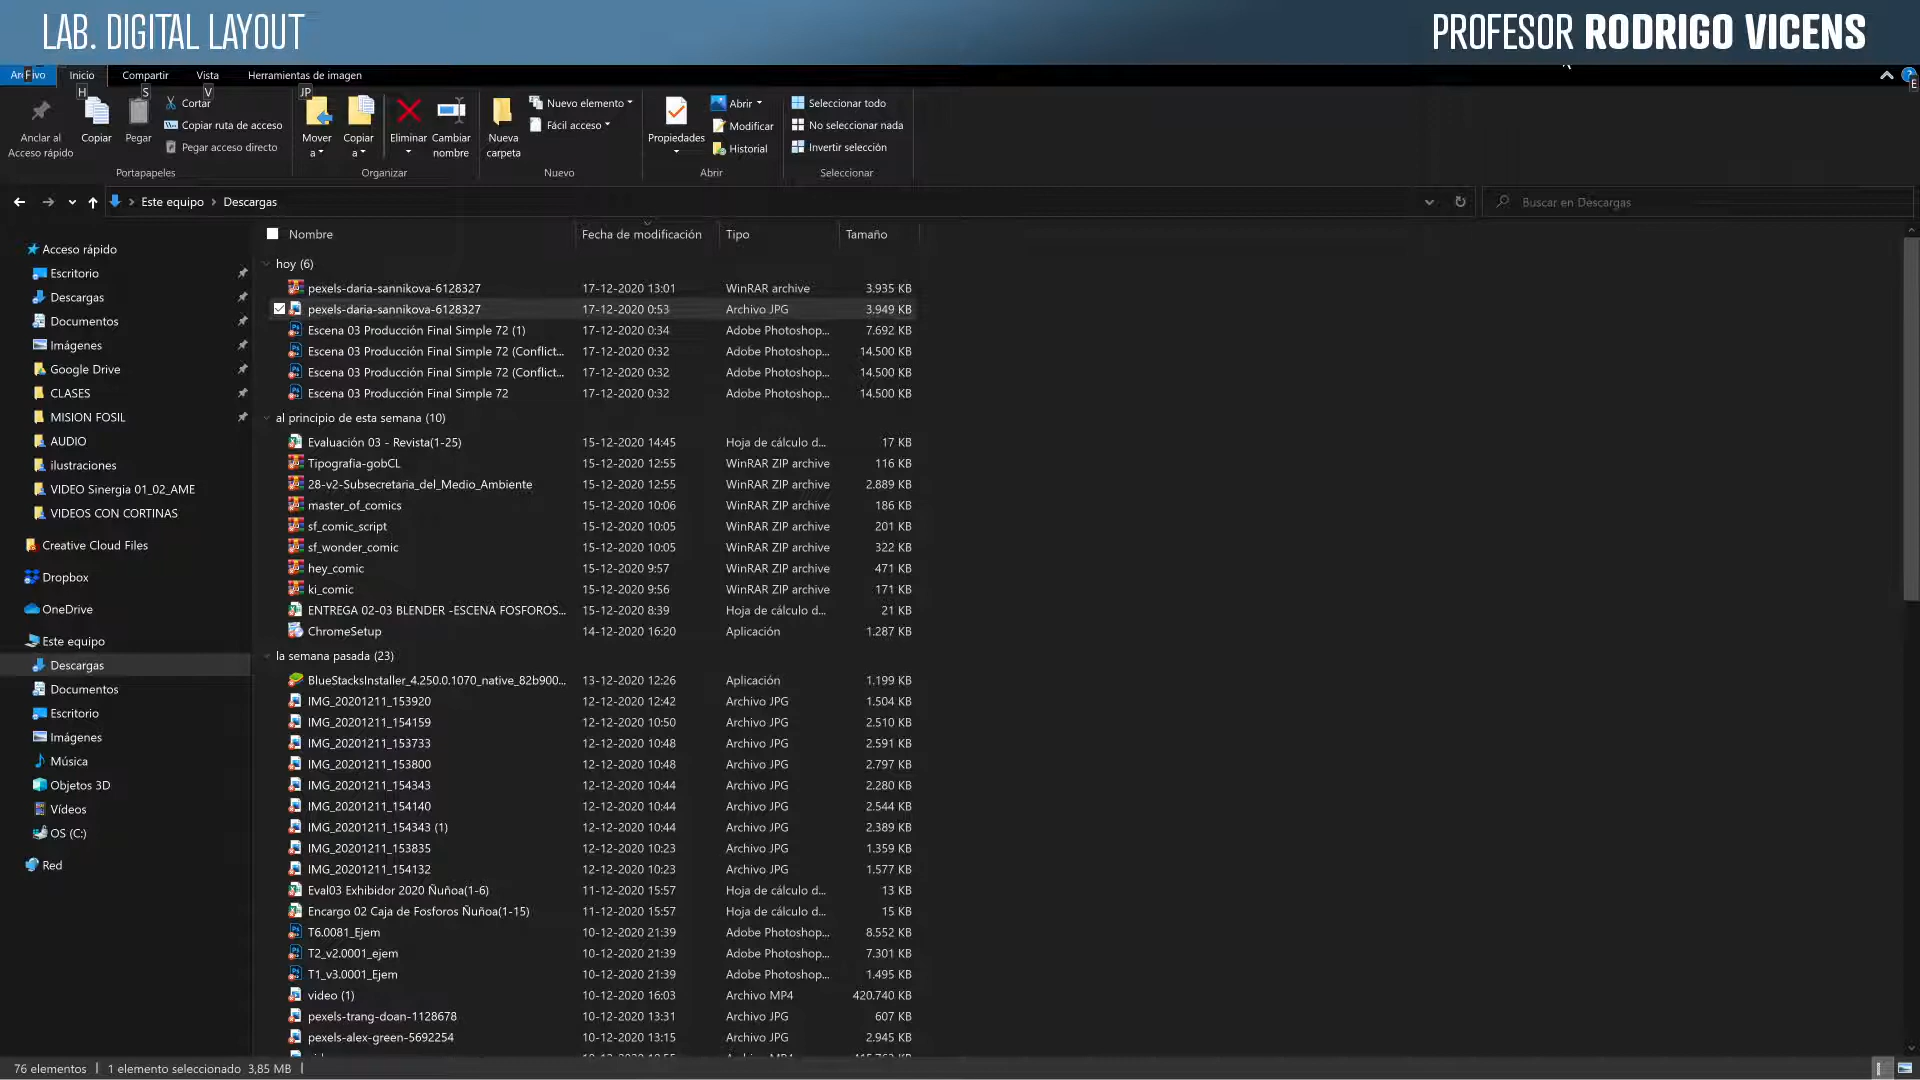 LAB. DIGITAL LAYOUT
PROFESOR RODRIGO VICENS
Archivo Inicio Compartir Vista Herramientas de imagen
F H S V JP E
Anclar al Acceso rápido
Copiar
Pegar
Cortar
Copiar ruta de acceso
Pegar acceso directo
Portapapeles
Mover a
Copiar a
Eliminar
Cambiar nombre
Organizar
Nueva carpeta
Nuevo elemento
Fácil acceso
Nuevo
Propiedades
Abrir
Modificar
Historial
Abrir
Seleccionar todo
No seleccionar nada
Invertir selección
Seleccionar
Este equipo > Descargas
Buscar en Descargas
Acceso rápido
Escritorio
Descargas
Documentos
Imágenes
Google Drive
CLASES
MISION FOSIL
AUDIO
ilustraciones
VIDEO Sinergia 01_02_AME
VIDEOS CON CORTINAS
Creative Cloud Files
Dropbox
OneDrive
Este equipo
Descargas
Documentos
Escritorio
Imágenes
Música
Objetos 3D
Vídeos
OS (C:)
Red
Nombre Fecha de modificación Tipo Tamaño
hoy (6)
pexels-daria-sannikova-6128327 17-12-2020 13:01 WinRAR archive 3.935 KB
pexels-daria-sannikova-6128327 17-12-2020 0:53 Archivo JPG 3.949 KB
Escena 03 Producción Final Simple 72 (1) 17-12-2020 0:34 Adobe Photoshop... 7.692 KB
Escena 03 Producción Final Simple 72 (Conflict... 17-12-2020 0:32 Adobe Photoshop... 14.500 KB
Escena 03 Producción Final Simple 72 (Conflict... 17-12-2020 0:32 Adobe Photoshop... 14.500 KB
Escena 03 Producción Final Simple 72 17-12-2020 0:32 Adobe Photoshop... 14.500 KB
al principio de esta semana (10)
Evaluación 03 - Revista(1-25) 15-12-2020 14:45 Hoja de cálculo d... 17 KB
Tipografia-gobCL 15-12-2020 12:55 WinRAR ZIP archive 116 KB
28-v2-Subsecretaria_del_Medio_Ambiente 15-12-2020 12:55 WinRAR ZIP archive 2.889 KB
master_of_comics 15-12-2020 10:06 WinRAR ZIP archive 186 KB
sf_comic_script 15-12-2020 10:05 WinRAR ZIP archive 201 KB
sf_wonder_comic 15-12-2020 10:05 WinRAR ZIP archive 322 KB
hey_comic 15-12-2020 9:57 WinRAR ZIP archive 471 KB
ki_comic 15-12-2020 9:56 WinRAR ZIP archive 171 KB
ENTREGA 02-03 BLENDER -ESCENA FOSFOROS... 15-12-2020 8:39 Hoja de cálculo d... 21 KB
ChromeSetup 14-12-2020 16:20 Aplicación 1.287 KB
la semana pasada (23)
BlueStacksInstaller_4.250.0.1070_native_82b900... 13-12-2020 12:26 Aplicación 1.199 KB
IMG_20201211_153920 12-12-2020 12:42 Archivo JPG 1.504 KB
IMG_20201211_154159 12-12-2020 10:50 Archivo JPG 2.510 KB
IMG_20201211_153733 12-12-2020 10:48 Archivo JPG 2.591 KB
IMG_20201211_153800 12-12-2020 10:48 Archivo JPG 2.797 KB
IMG_20201211_154343 12-12-2020 10:44 Archivo JPG 2.280 KB
IMG_20201211_154140 12-12-2020 10:44 Archivo JPG 2.544 KB
IMG_20201211_154343 (1) 12-12-2020 10:44 Archivo JPG 2.389 KB
IMG_20201211_153835 12-12-2020 10:23 Archivo JPG 1.359 KB
IMG_20201211_154132 12-12-2020 10:23 Archivo JPG 1.577 KB
Eval03 Exhibidor 2020 Ñuñoa(1-6) 11-12-2020 15:57 Hoja de cálculo d... 13 KB
Encargo 02 Caja de Fosforos Ñuñoa(1-15) 11-12-2020 15:57 Hoja de cálculo d... 15 KB
T6.0081_Ejem 10-12-2020 21:39 Adobe Photoshop... 8.552 KB
T2_v2.0001_ejem 10-12-2020 21:39 Adobe Photoshop... 7.301 KB
T1_v3.0001_Ejem 10-12-2020 21:39 Adobe Photoshop... 1.495 KB
video (1) 10-12-2020 16:03 Archivo MP4 420.740 KB
pexels-trang-doan-1128678 10-12-2020 13:31 Archivo JPG 607 KB
pexels-alex-green-5692254 10-12-2020 13:15 Archivo JPG 2.945 KB
76 elementos 1 elemento seleccionado 3,85 MB